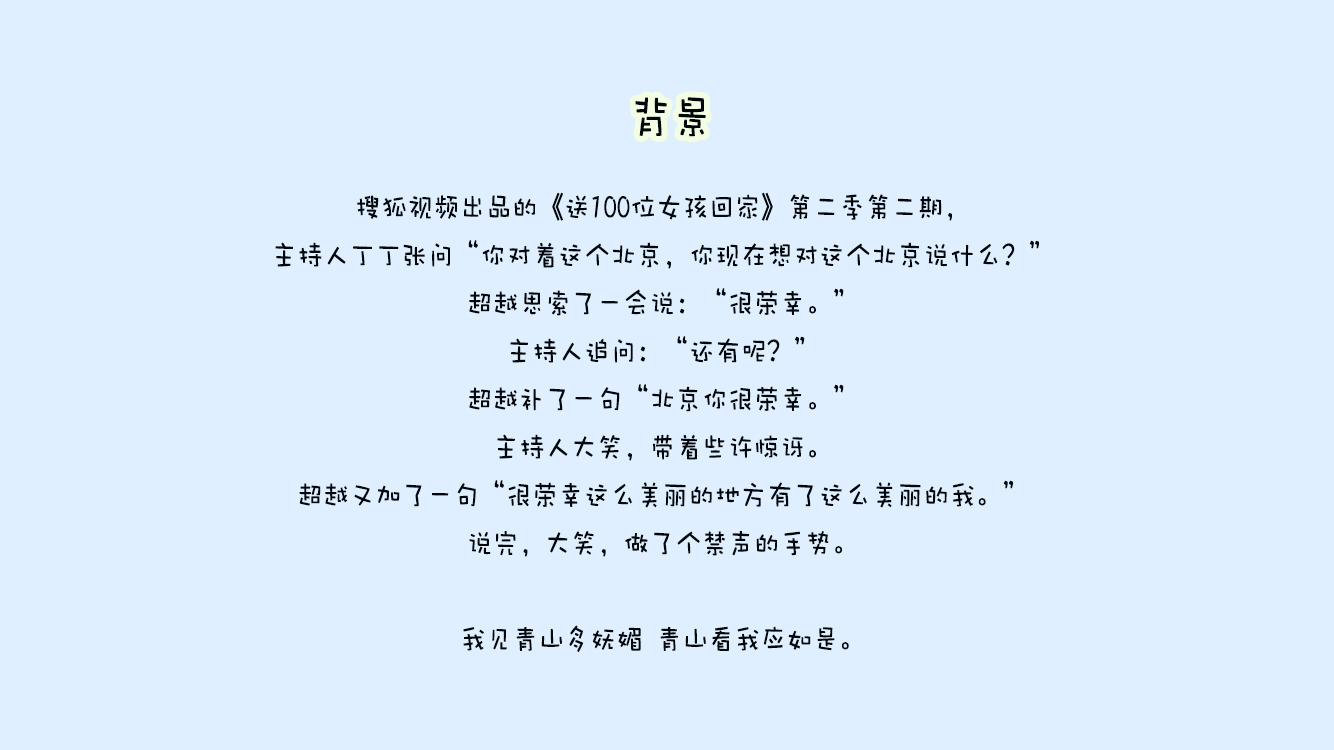 背景
搜狐视频出品的《送100位女孩回家》第二季第二期，
主持人丁丁张问“你对着这个北京，你现在想对这个北京说什么？”
超越思索了一会说：“很荣幸。”
主持人追问：“还有呢？”
超越补了一句“北京你很荣幸。”
主持人大笑，带着些许惊讶。
超越又加了一句“很荣幸这么美丽的地方有了这么美丽的我。”
说完，大笑，做了个禁声的手势。
我见青山多妩媚 青山看我应如是。